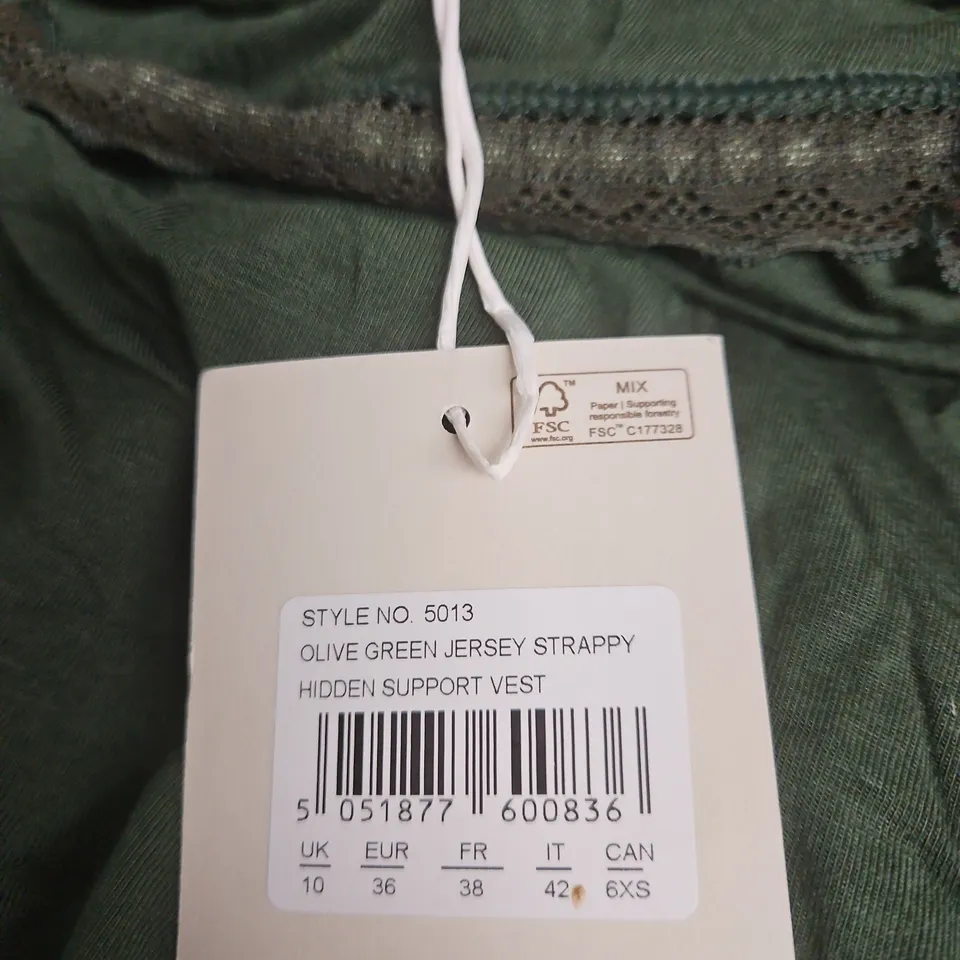 FSC™
www.fsc.org
MIX
Paper | Supporting
responsible forestry
FSC™ C177328
STYLE NO. 5013
OLIVE GREEN JERSEY STRAPPY
HIDDEN SUPPORT VEST
5 051877 600836
UK EUR FR IT CAN
10 36 38 42 6XS